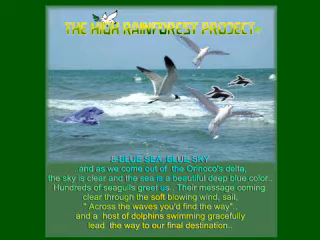 THE HIGH RAINFOREST PROJECT
8-BLUE SEA, BLUE SKY
and as we come out of the Orinoco's delta,
the sky is clear and the sea is a beautiful deep blue color..
Hundreds of seagulls greet us.. Their message coming
clear through the soft blowing wind, sail,
" Across the waves you'd find the way"..
and a host of dolphins swimming gracefully
lead the way to our final destination..